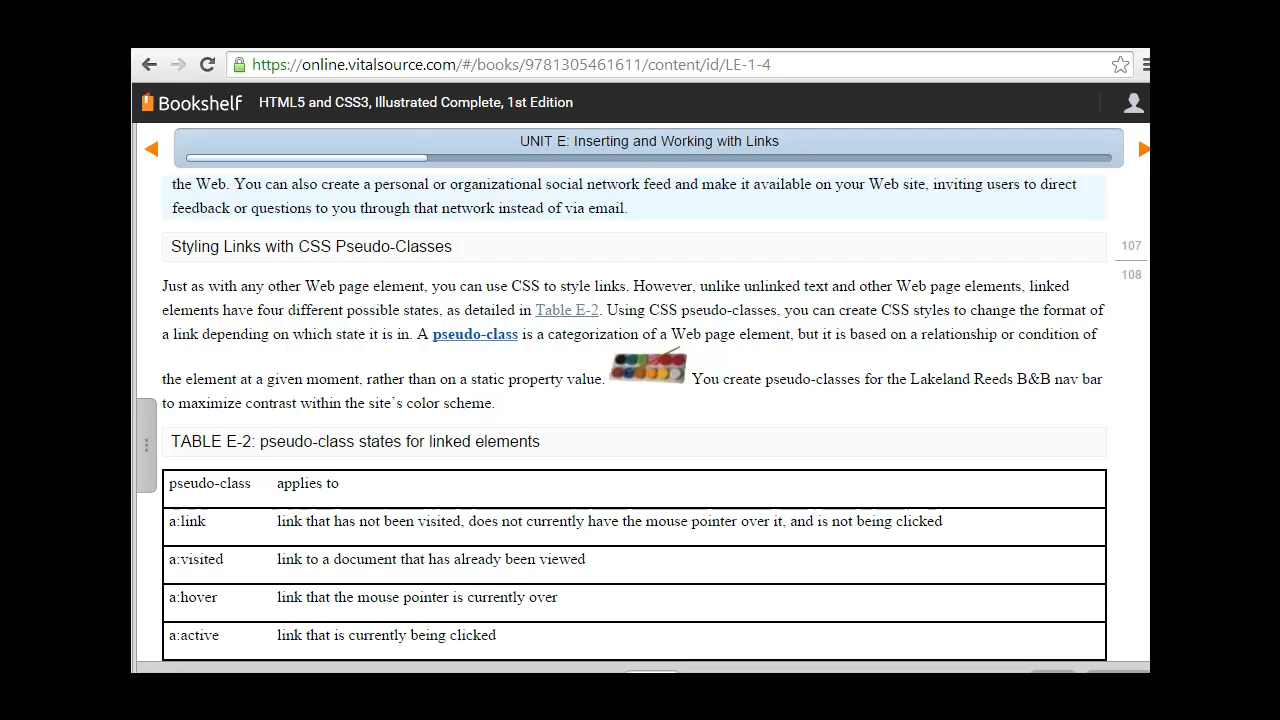 https://online.vitalsource.com/#/books/9781305461611/content/id/LE-1-4
Bookshelf HTML5 and CSS3, Illustrated Complete, 1st Edition
UNIT E: Inserting and Working with Links
the Web. You can also create a personal or organizational social network feed and make it available on your Web site, inviting users to direct
feedback or questions to you through that network instead of via email.
Styling Links with CSS Pseudo-Classes
107
108
Just as with any other Web page element, you can use CSS to style links. However, unlike unlinked text and other Web page elements, linked
elements have four different possible states, as detailed in Table E-2. Using CSS pseudo-classes, you can create CSS styles to change the format of
a link depending on which state it is in. A pseudo-class is a categorization of a Web page element, but it is based on a relationship or condition of
the element at a given moment, rather than on a static property value. You create pseudo-classes for the Lakeland Reeds B&B nav bar
to maximize contrast within the site's color scheme.
TABLE E-2: pseudo-class states for linked elements
pseudo-class applies to
a:link link that has not been visited, does not currently have the mouse pointer over it, and is not being clicked
a:visited link to a document that has already been viewed
a:hover link that the mouse pointer is currently over
a:active link that is currently being clicked